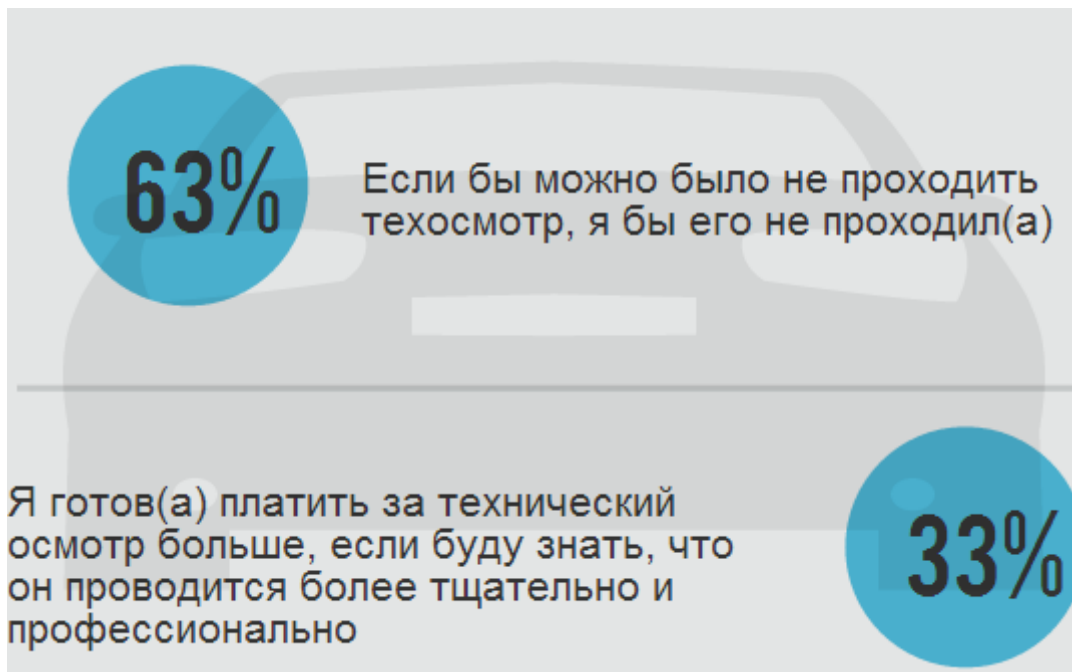 63%
Если бы можно было не проходить
техосмотр, я бы его не проходил(а)
Я готов(а) платить за технический
осмотр больше, если буду знать, что
он проводится более тщательно и
профессионально
33%